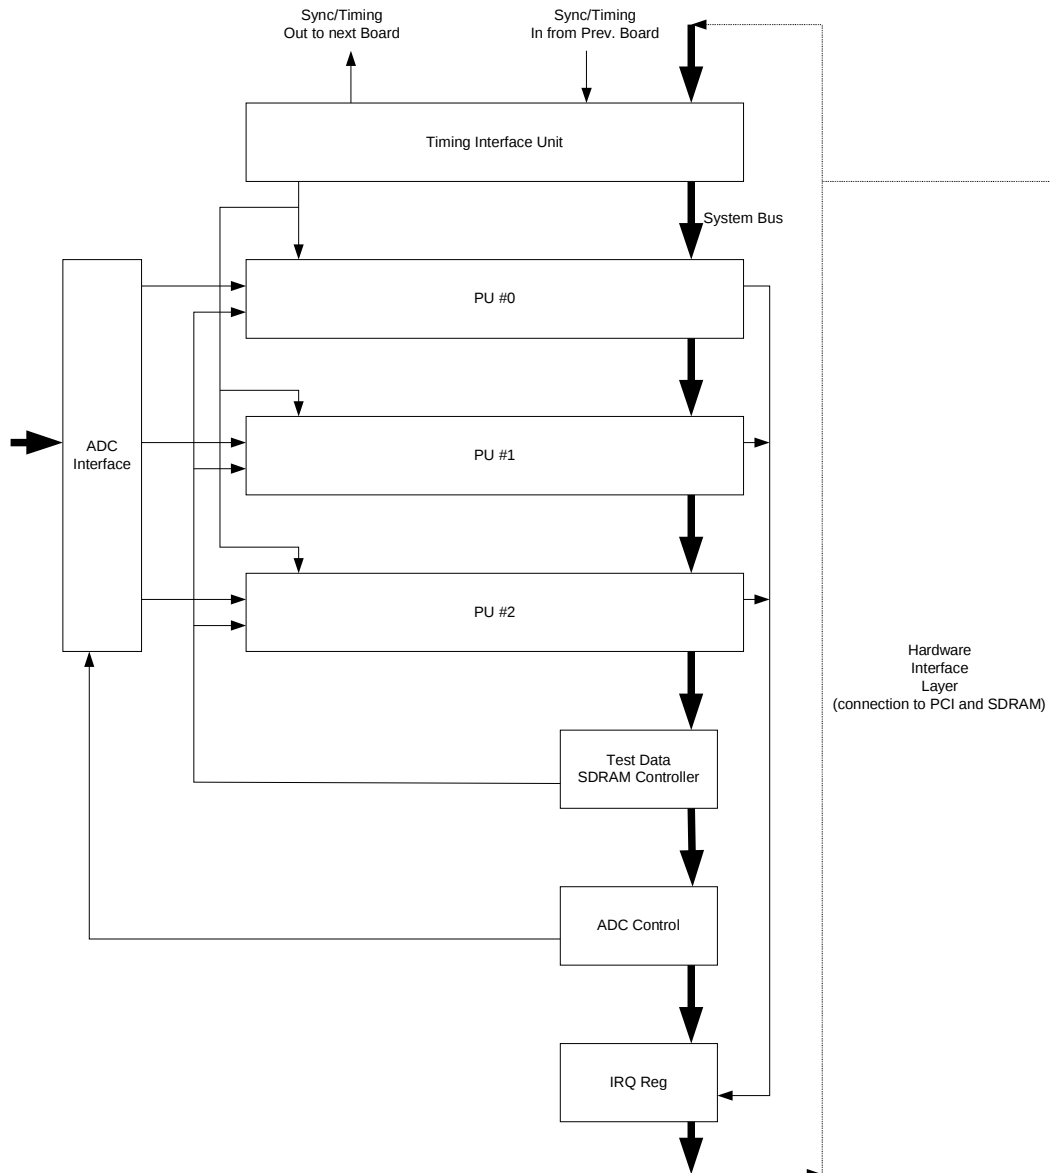 Sync/Timing
Out to next Board
Sync/Timing
In from Prev. Board
Timing Interface Unit
System Bus
PU #0
ADC
Interface
PU #1
PU #2
Hardware
Interface
Layer
(connection to PCI and SDRAM)
Test Data
SDRAM Controller
ADC Control
IRQ Reg